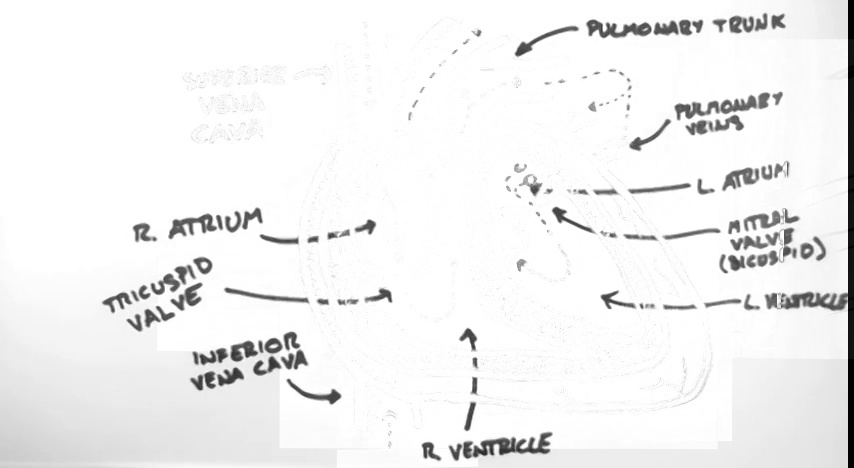 PULMONARY TRUNK
SUPERIOR
VENA
CAVA
PULMONARY
VEINS
L. ATRIUM
R. ATRIUM
MITRAL
VALVE
(BICUSPID)
TRICUSPID
VALVE
L. VENTRICLE
INFERIOR
VENA CAVA
R. VENTRICLE